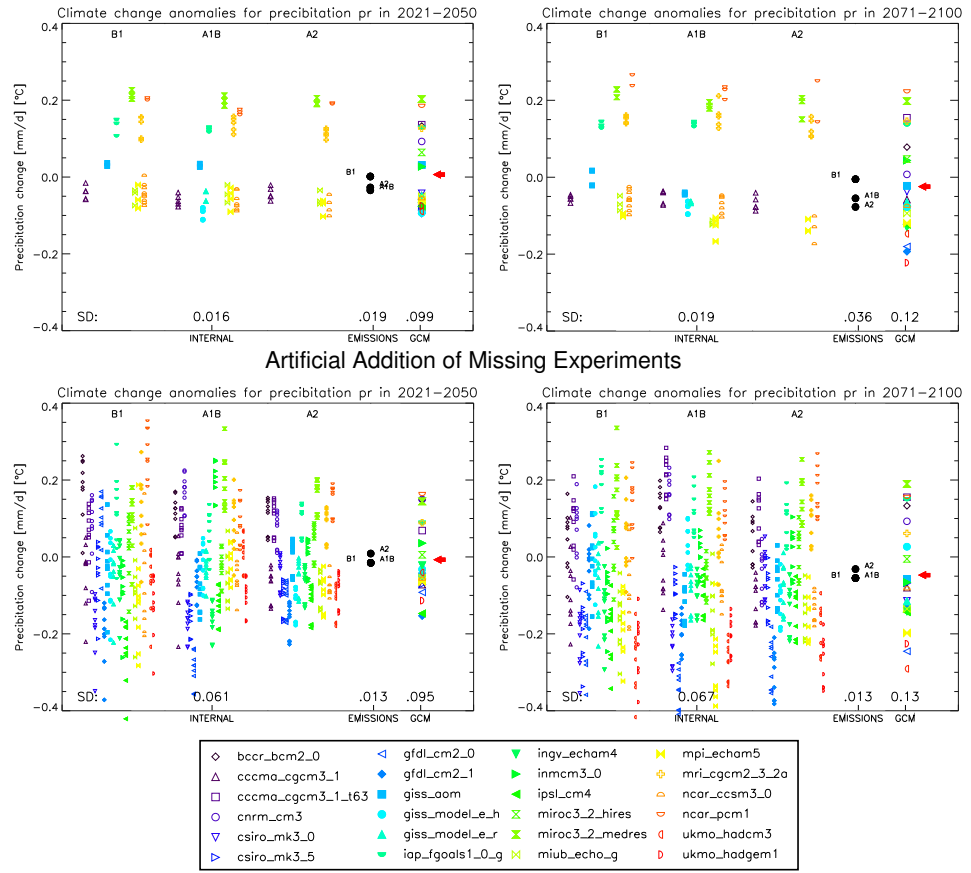 Climate change anomalies for precipitation pr in 2021-2050
B1 A1B A2
Precipitation change [mm/d] [°C]
0.4
0.2
0.0
-0.2
-0.4
B1
A2
A1B
SD: 0.016 .019 .099
INTERNAL EMISSIONS GCM
Climate change anomalies for precipitation pr in 2071-2100
B1 A1B A2
Precipitation change [mm/d] [°C]
0.4
0.2
0.0
-0.2
-0.4
B1
A1B
A2
SD: 0.019 .036 0.12
INTERNAL EMISSIONS GCM
Artificial Addition of Missing Experiments
Climate change anomalies for precipitation pr in 2021-2050
B1 A1B A2
Precipitation change [mm/d] [°C]
0.4
0.2
0.0
-0.2
-0.4
A2
B1 A1B
SD: 0.061 .013 .095
INTERNAL EMISSIONS GCM
Climate change anomalies for precipitation pr in 2071-2100
B1 A1B A2
Precipitation change [mm/d] [°C]
0.4
0.2
0.0
-0.2
-0.4
A2
B1 A1B
SD: 0.067 .013 0.13
INTERNAL EMISSIONS GCM
bccr_bcm2_0
cccma_cgcm3_1
cccma_cgcm3_1_t63
cnrm_cm3
csiro_mk3_0
csiro_mk3_5
gfdl_cm2_0
gfdl_cm2_1
giss_aom
giss_model_e_h
giss_model_e_r
iap_fgoals1_0_g
ingv_echam4
inmcm3_0
ipsl_cm4
miroc3_2_hires
miroc3_2_medres
miub_echo_g
mpi_echam5
mri_cgcm2_3_2a
ncar_ccsm3_0
ncar_pcm1
ukmo_hadcm3
ukmo_hadgem1